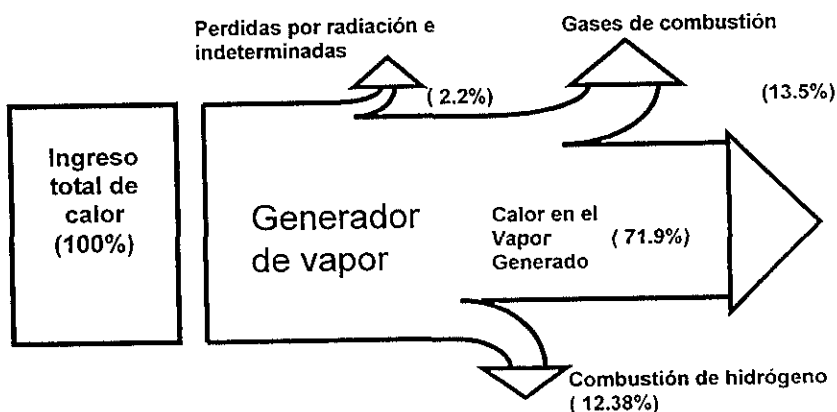 Perdidas por radiación e
indeterminadas
( 2.2%)
Gases de combustión
(13.5%)
Ingreso
total de
calor
(100%)
Generador
de vapor
Calor en el
Vapor ( 71.9%)
Generado
Combustión de hidrógeno
( 12.38%)